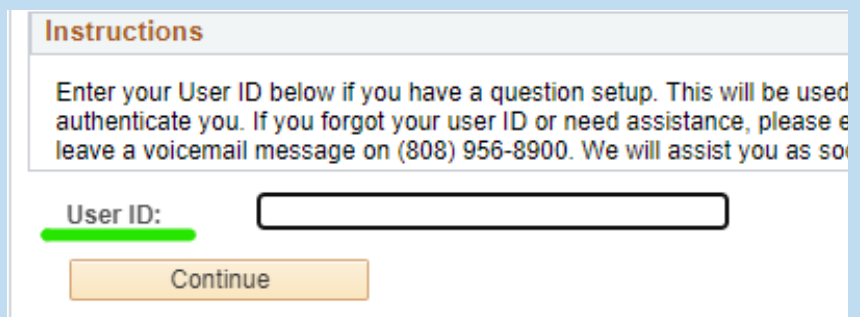 Instructions
Enter your User ID below if you have a question setup. This will be used
authenticate you. If you forgot your user ID or need assistance, please
leave a voicemail message on (808) 956-8900. We will assist you as
User ID:
Continue